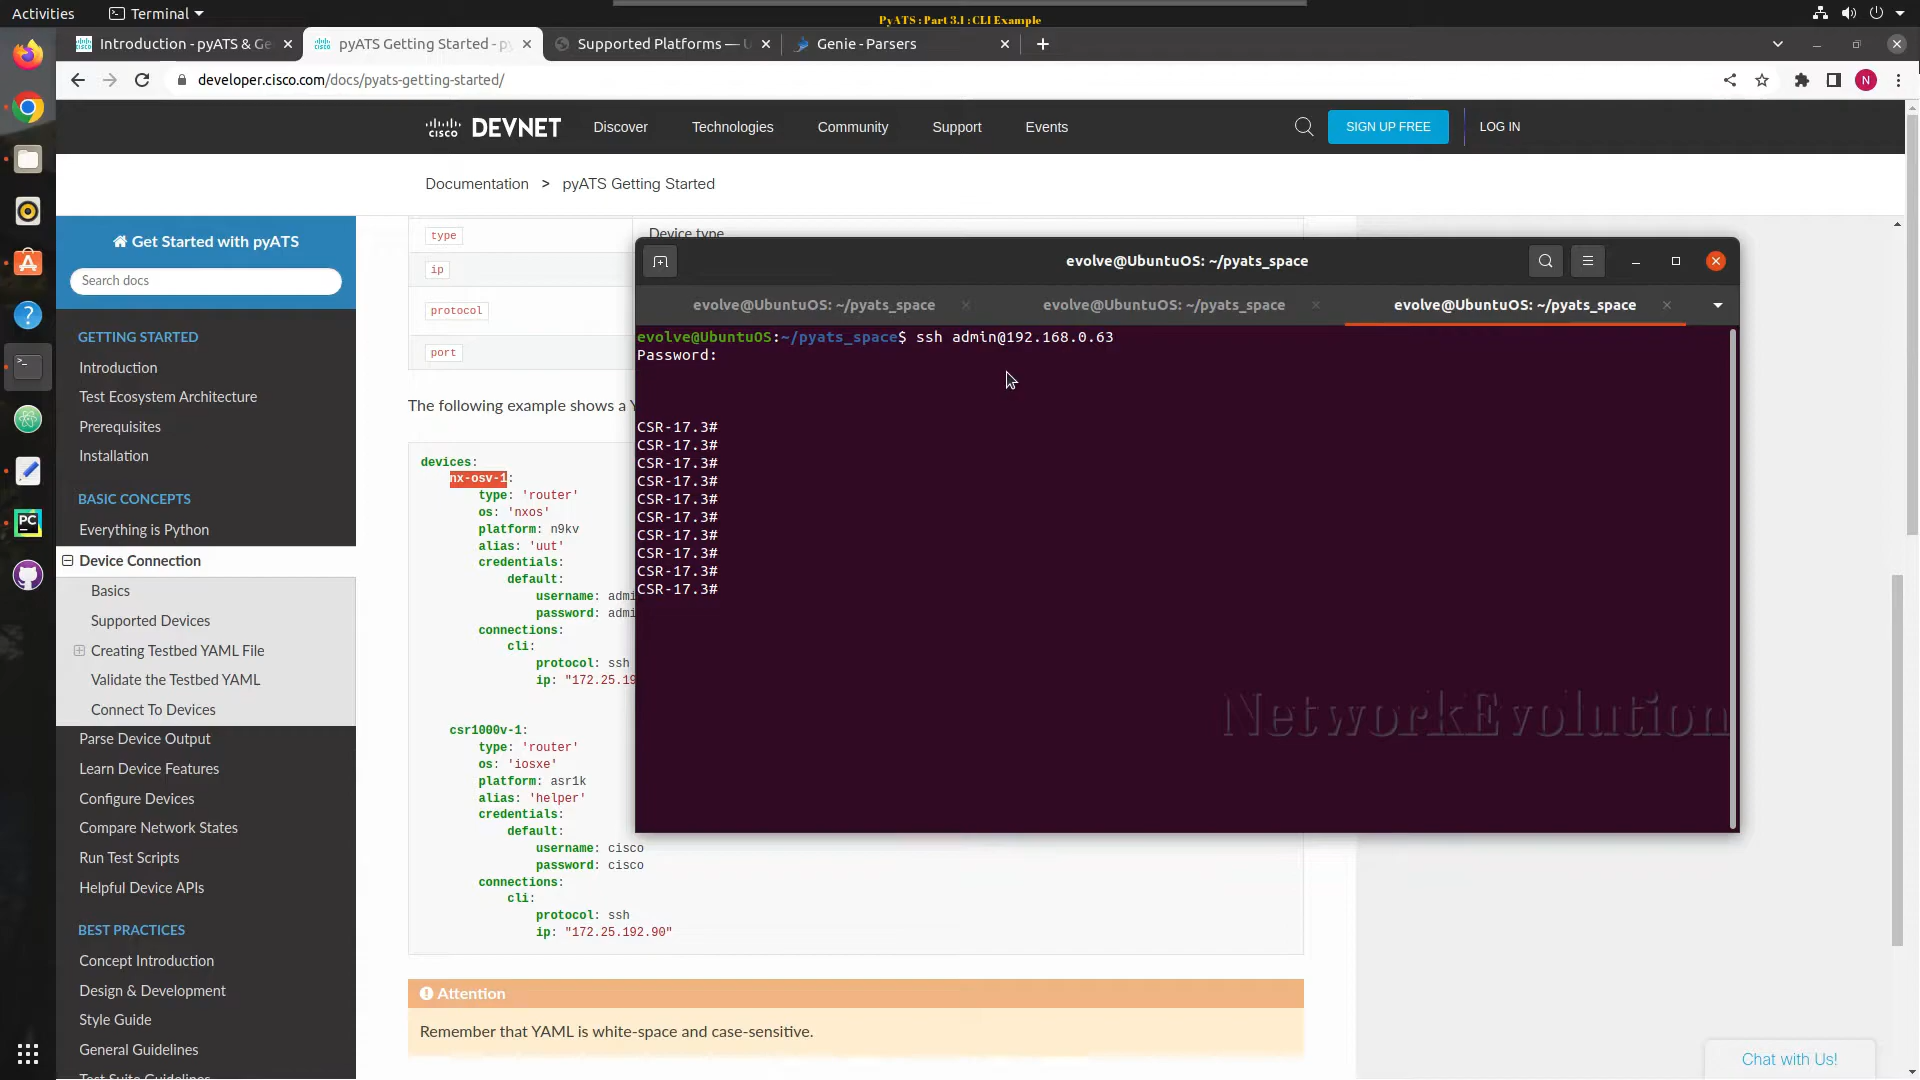 Activities
Terminal
PyATS : Part 3.1 : CLI Example
Introduction - pyATS & Ge
pyATS Getting Started - p
Supported Platforms —
Genie - Parsers
developer.cisco.com/docs/pyats-getting-started/
N
CISCO DEVNET
Discover
Technologies
Community
Support
Events
SIGN UP FREE
LOG IN
Documentation > pyATS Getting Started
Get Started with pyATS
Search docs
GETTING STARTED
Introduction
Test Ecosystem Architecture
Prerequisites
Installation
BASIC CONCEPTS
Everything is Python
Device Connection
Basics
Supported Devices
Creating Testbed YAML File
Validate the Testbed YAML
Connect To Devices
Parse Device Output
Learn Device Features
Configure Devices
Compare Network States
Run Test Scripts
Helpful Device APIs
BEST PRACTICES
Concept Introduction
Design & Development
Style Guide
General Guidelines
type
Device type
ip
protocol
port
The following example shows a
devices:
nx-osv-1:
type: 'router'
os: 'nxos'
platform: n9kv
alias: 'uut'
credentials:
default:
username: admi
password: admi
connections:
cli:
protocol: ssh
ip: "172.25.19
csr1000v-1:
type: 'router'
os: 'iosxe'
platform: asr1k
alias: 'helper'
credentials:
default:
username: cisco
password: cisco
connections:
cli:
protocol: ssh
ip: "172.25.192.90"
Attention
Remember that YAML is white-space and case-sensitive.
evolve@UbuntuOS: ~/pyats_space
evolve@UbuntuOS: ~/pyats_space
evolve@UbuntuOS: ~/pyats_space
evolve@UbuntuOS: ~/pyats_space
evolve@UbuntuOS:~/pyats_space$ ssh admin@192.168.0.63
Password:
CSR-17.3#
CSR-17.3#
CSR-17.3#
CSR-17.3#
CSR-17.3#
CSR-17.3#
CSR-17.3#
CSR-17.3#
CSR-17.3#
CSR-17.3#
NetworkEvolution
PC
Chat with Us!